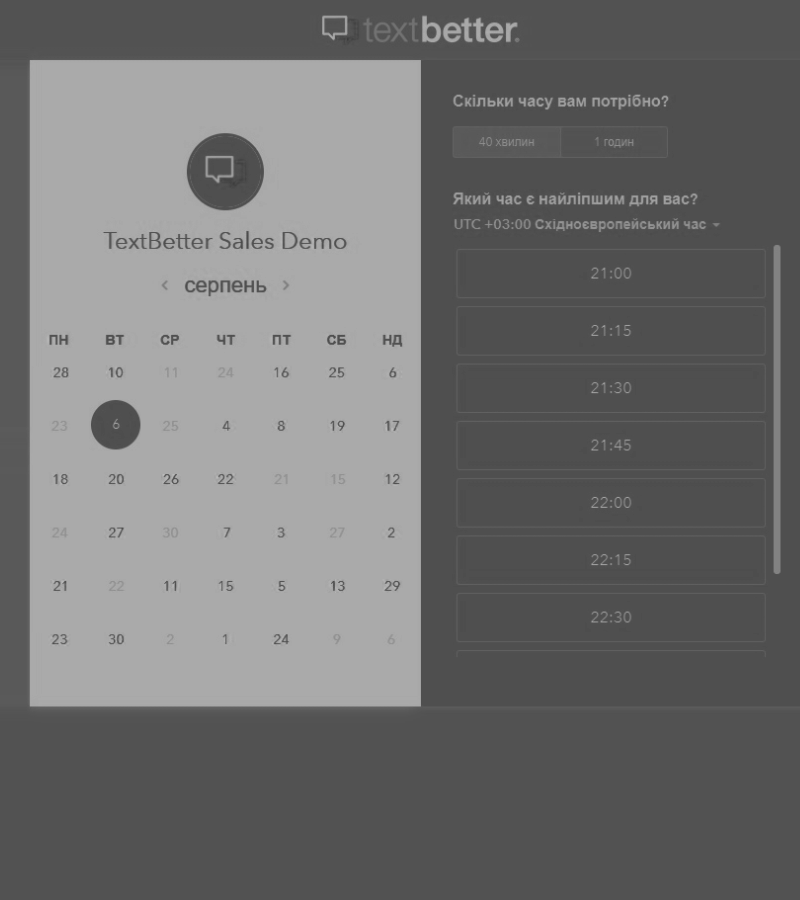 textbetter.
TextBetter Sales Demo
серпень
ПН ВТ СР ЧТ ПТ СБ НД
28 10 11 24 16 25 6
23 6 25 4 8 19 17
18 20 26 22 21 15 12
24 27 30 7 3 27 2
21 22 11 15 5 13 29
23 30 2 1 24 9 6
Скільки часу вам потрібно?
40 хвилин 1 годин
Який час є найліпшим для вас?
UTC +03:00 Східноєвропейський час
21:00
21:15
21:30
21:45
22:00
22:15
22:30